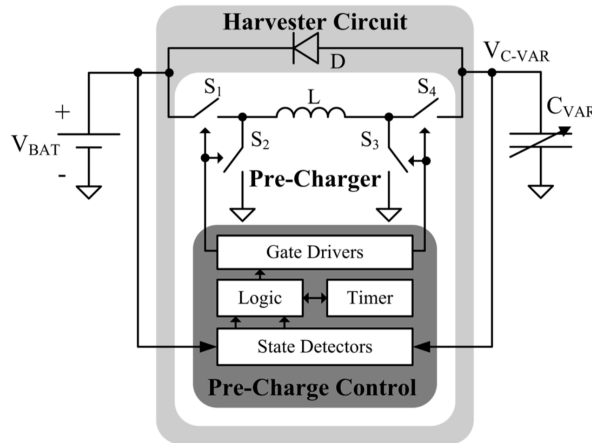 Harvester Circuit
D
V_C-VAR
S_1
L
S_4
C_VAR
+
V_BAT
-
S_2
S_3
Pre-Charger
Gate Drivers
Logic
Timer
State Detectors
Pre-Charge Control